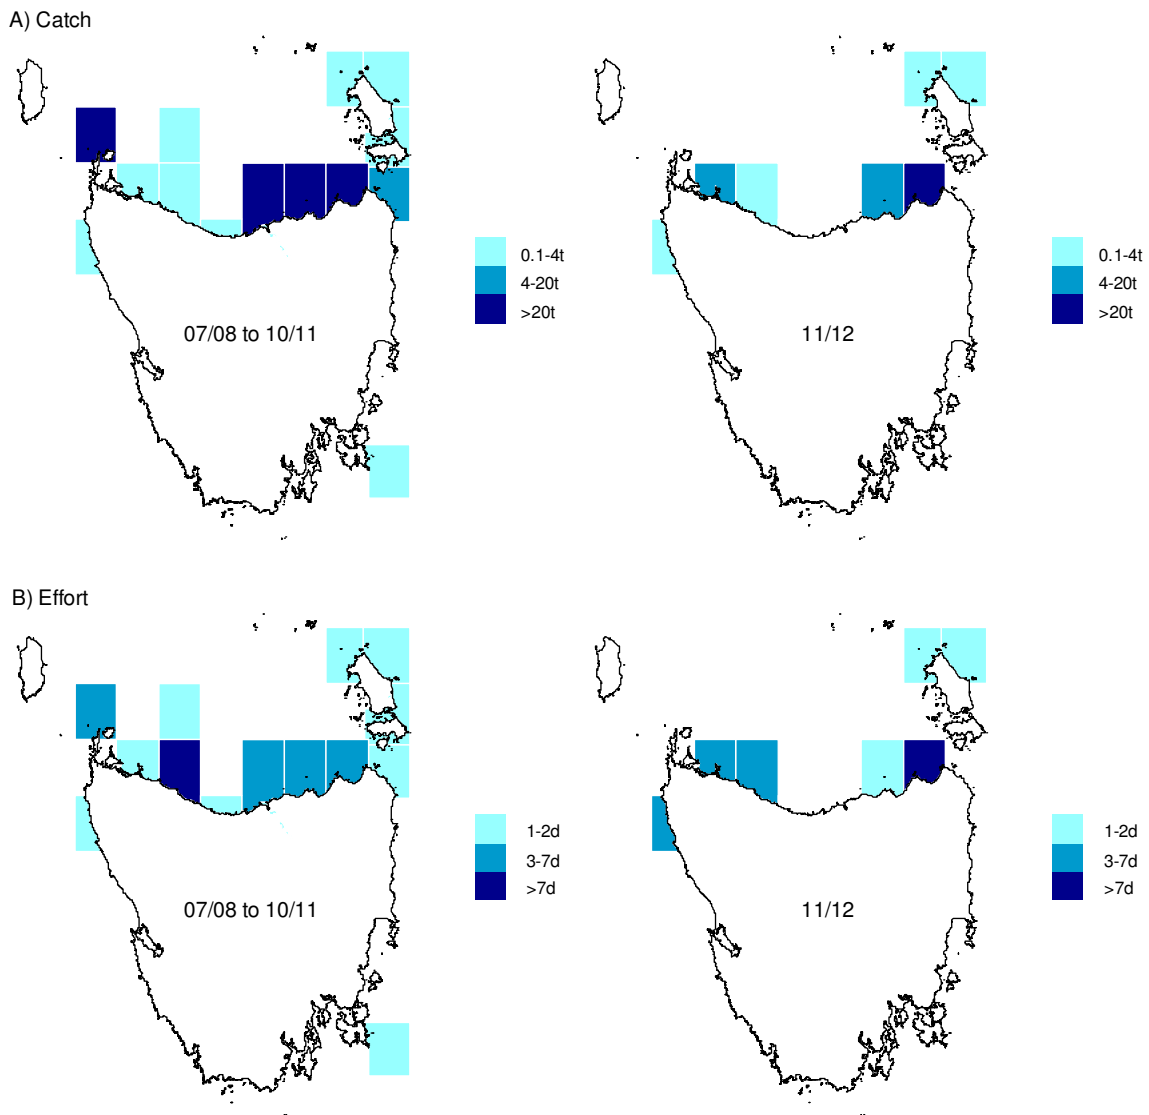 A) Catch
0.1-4t
4-20t
>20t
07/08 to 10/11
0.1-4t
4-20t
>20t
11/12
B) Effort
1-2d
3-7d
>7d
07/08 to 10/11
1-2d
3-7d
>7d
11/12